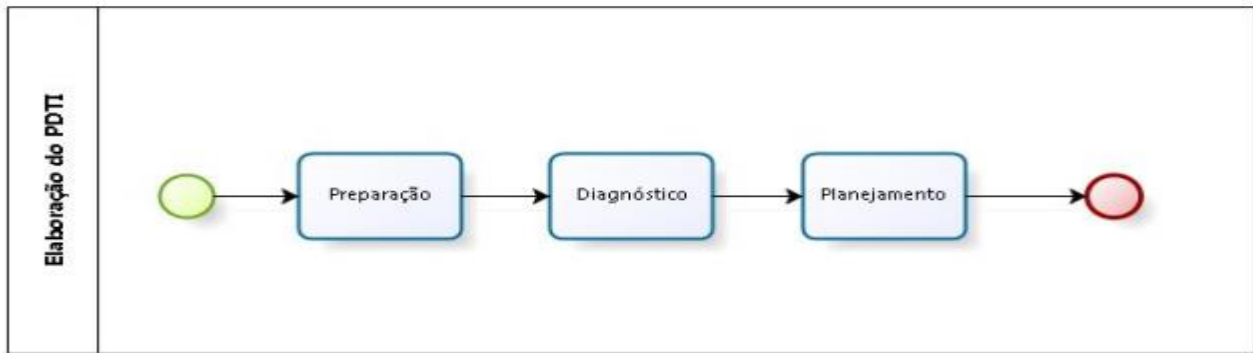 Elaboração do PDTI
Preparação
Diagnóstico
Planejamento